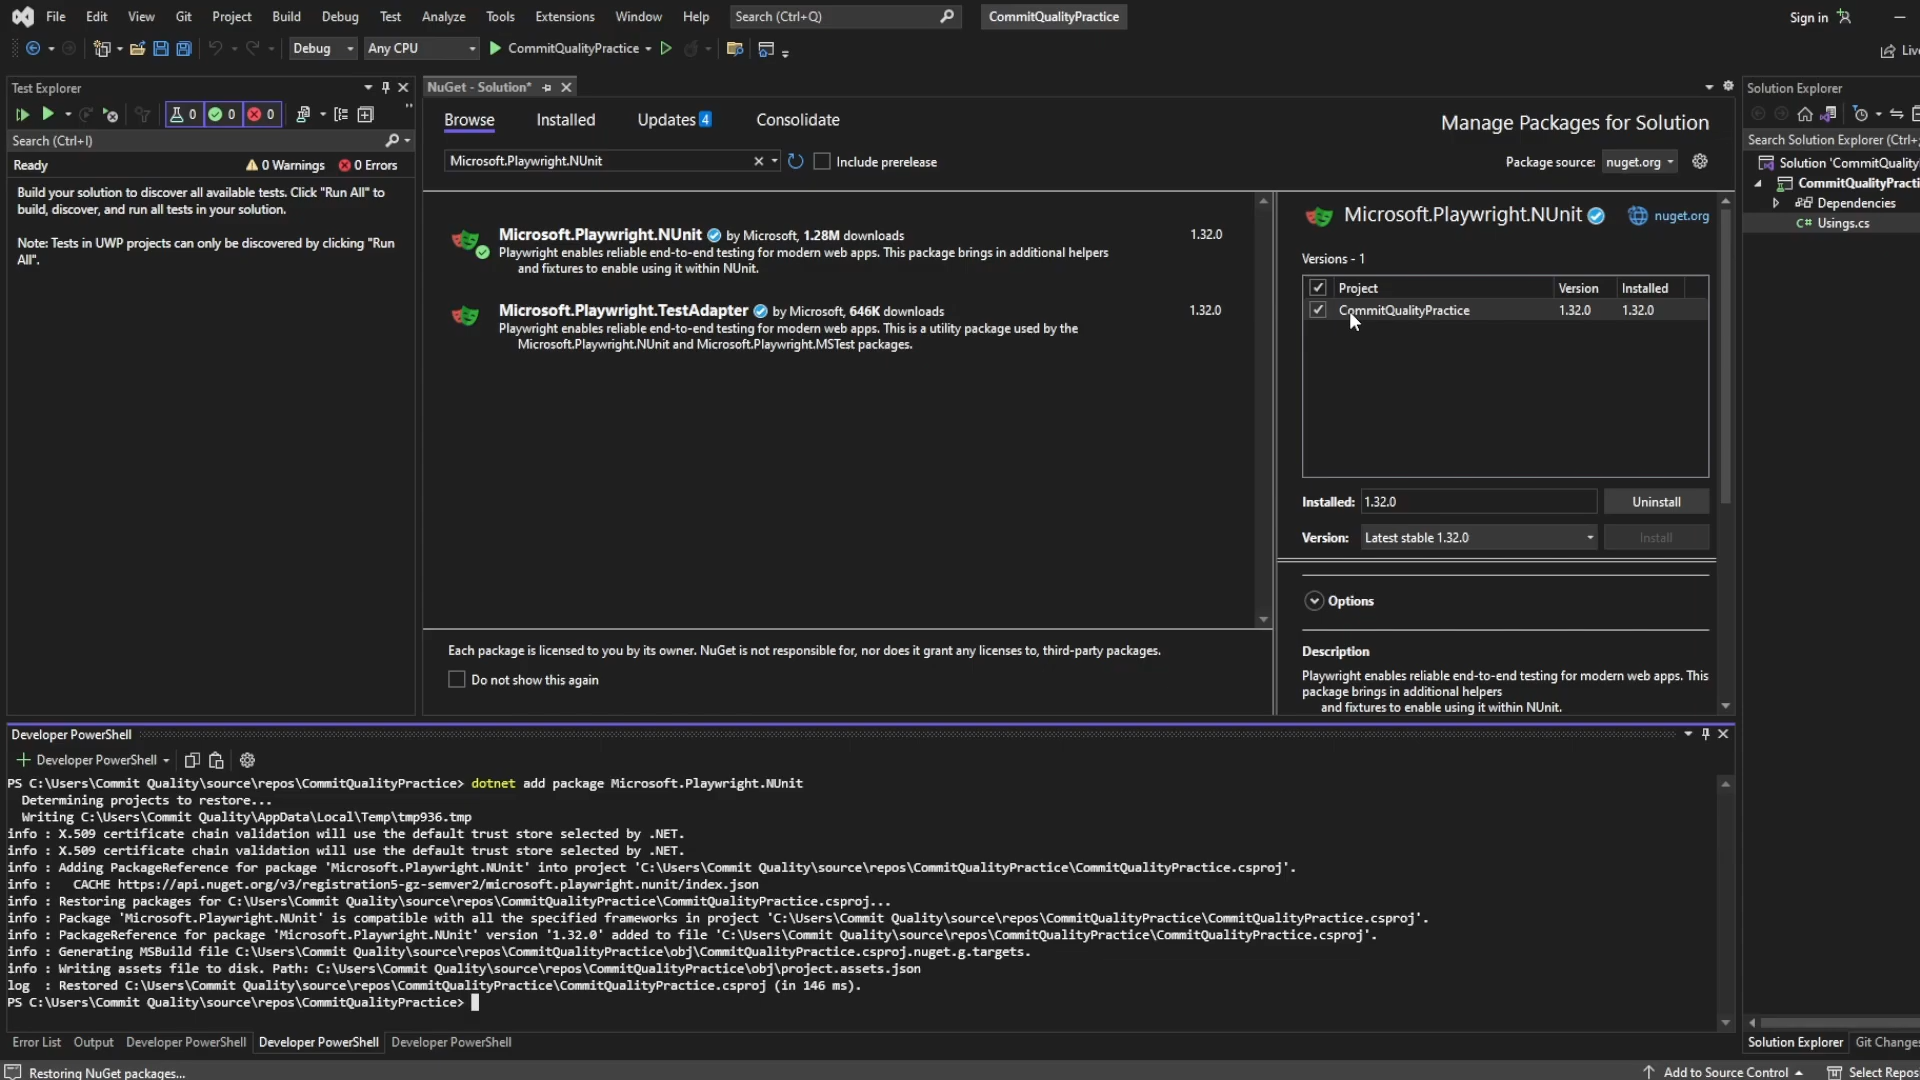 File Edit View Git Project Build Debug Test Analyze Tools Extensions Window Help Search (Ctrl+Q) CommitQualityPractice Sign in
Debug Any CPU CommitQualityPractice Live
Test Explorer
0 0 0
Search (Ctrl+I)
Ready 0 Warnings 0 Errors
Build your solution to discover all available tests. Click "Run All" to
build, discover, and run all tests in your solution.
Note: Tests in UWP projects can only be discovered by clicking "Run
All".
NuGet - Solution*
Browse Installed Updates 4 Consolidate
Manage Packages for Solution
Microsoft.Playwright.NUnit Include prerelease
Package source: nuget.org
Microsoft.Playwright.NUnit by Microsoft, 1.28M downloads 1.32.0
Playwright enables reliable end-to-end testing for modern web apps. This package brings in additional helpers
and fixtures to enable using it within NUnit.
Microsoft.Playwright.TestAdapter by Microsoft, 646K downloads 1.32.0
Playwright enables reliable end-to-end testing for modern web apps. This is a utility package used by the
Microsoft.Playwright.NUnit and Microsoft.Playwright.MSTest packages.
Each package is licensed to you by its owner. NuGet is not responsible for, nor does it grant any licenses to, third-party packages.
Do not show this again
Microsoft.Playwright.NUnit nuget.org
Versions - 1
Project Version Installed
CommitQualityPractice 1.32.0 1.32.0
Installed: 1.32.0 Uninstall
Version: Latest stable 1.32.0 Install
Options
Description
Playwright enables reliable end-to-end testing for modern web apps. This
package brings in additional helpers
and fixtures to enable using it within NUnit.
Solution Explorer
Search Solution Explorer (Ctrl+;
Solution 'CommitQuality
CommitQualityPracti
Dependencies
C# Usings.cs
Developer PowerShell
Developer PowerShell
PS C:\Users\Commit Quality\source\repos\CommitQualityPractice> dotnet add package Microsoft.Playwright.NUnit
Determining projects to restore...
Writing C:\Users\Commit Quality\AppData\Local\Temp\tmp936.tmp
info : X.509 certificate chain validation will use the default trust store selected by .NET.
info : X.509 certificate chain validation will use the default trust store selected by .NET.
info : Adding PackageReference for package 'Microsoft.Playwright.NUnit' into project 'C:\Users\Commit Quality\source\repos\CommitQualityPractice\CommitQualityPractice.csproj'.
info :   CACHE https://api.nuget.org/v3/registration5-gz-semver2/microsoft.playwright.nunit/index.json
info : Restoring packages for C:\Users\Commit Quality\source\repos\CommitQualityPractice\CommitQualityPractice.csproj...
info : Package 'Microsoft.Playwright.NUnit' is compatible with all the specified frameworks in project 'C:\Users\Commit Quality\source\repos\CommitQualityPractice\CommitQualityPractice.csproj'.
info : PackageReference for package 'Microsoft.Playwright.NUnit' version '1.32.0' added to file 'C:\Users\Commit Quality\source\repos\CommitQualityPractice\CommitQualityPractice.csproj'.
info : Generating MSBuild file C:\Users\Commit Quality\source\repos\CommitQualityPractice\obj\CommitQualityPractice.csproj.nuget.g.targets.
info : Writing assets file to disk. Path: C:\Users\Commit Quality\source\repos\CommitQualityPractice\obj\project.assets.json
log  : Restored C:\Users\Commit Quality\source\repos\CommitQualityPractice\CommitQualityPractice.csproj (in 146 ms).
PS C:\Users\Commit Quality\source\repos\CommitQualityPractice>
Error List Output Developer PowerShell Developer PowerShell Developer PowerShell
Solution Explorer Git Changes
Restoring NuGet packages... Add to Source Control Select Repos